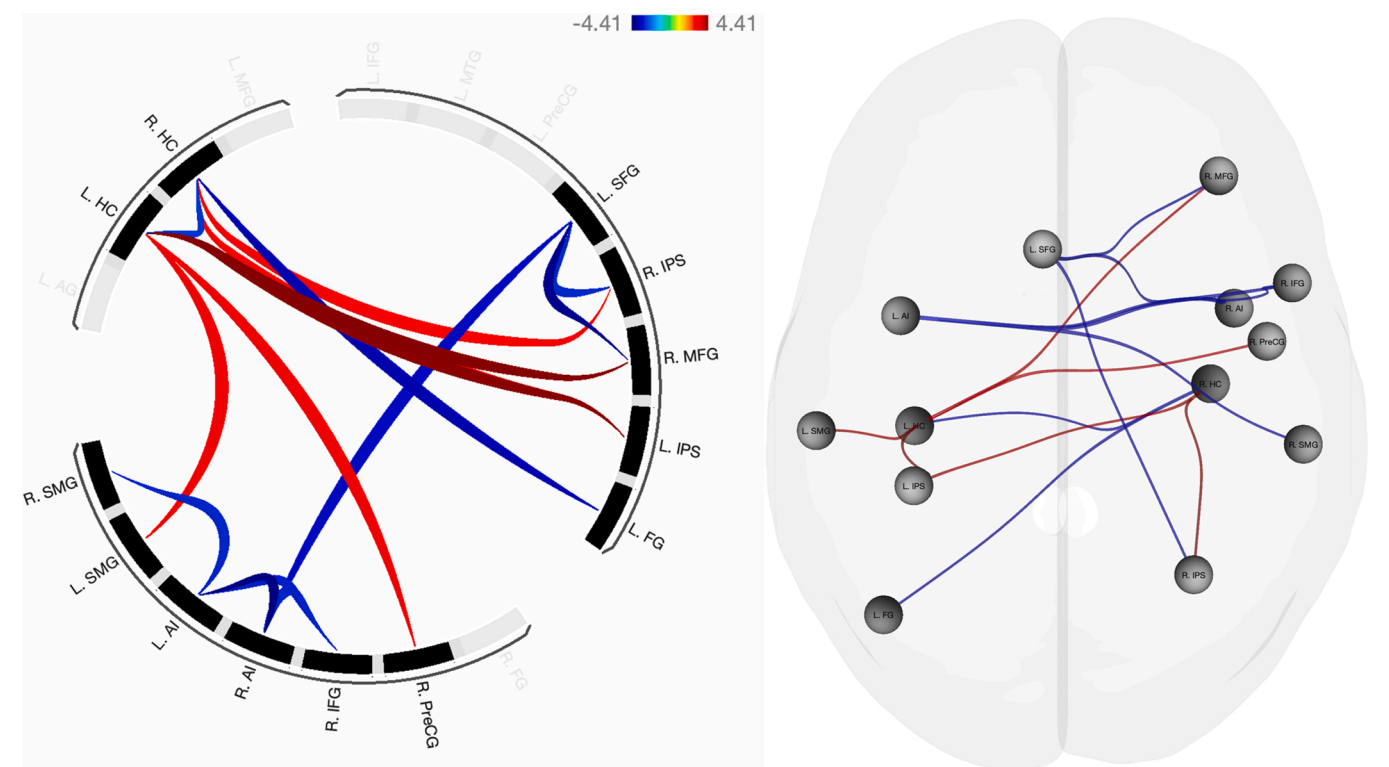 -4.41 4.41
L. MFG
R. HC
L. HC
L. AG
L. IFG
L. MTG
L. PreCG
L. SFG
R. IPS
R. MFG
L. IPS
L. FG
R. SMG
L. SMG
L. AI
R. AI
R. IFG
R. PreCG
R. FG
R. MFG
L. SFG
R. IFG
L. AI
R. AI
R. PreCG
R. HC
L. HC
L. SMG
R. SMG
L. IPS
R. IPS
L. FG